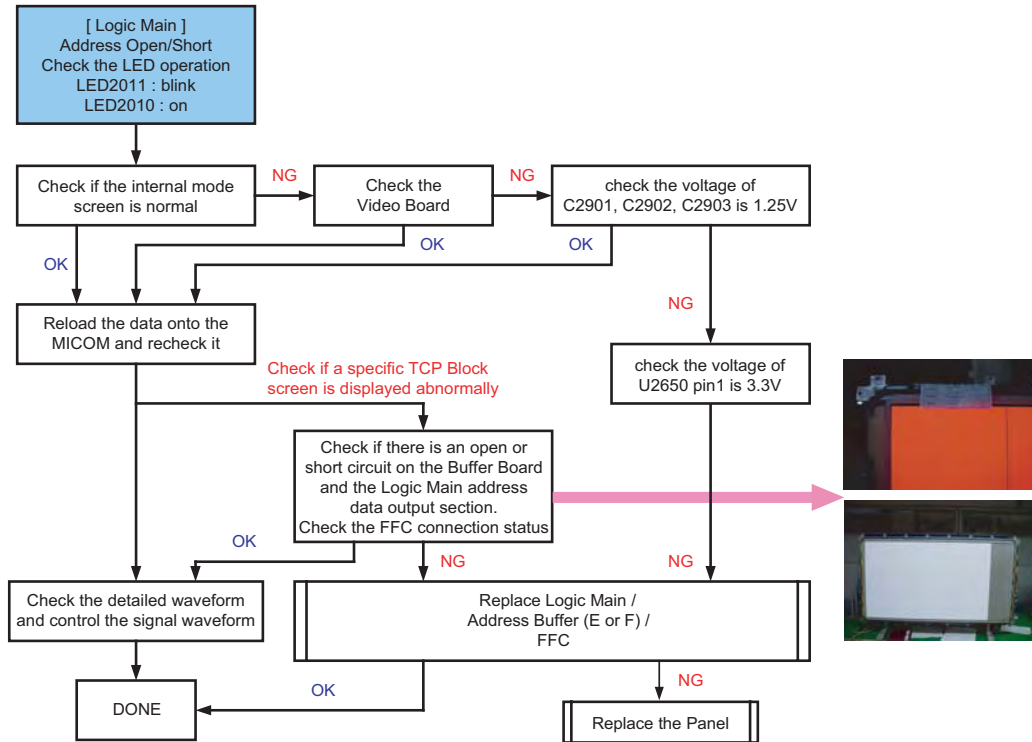 [ Logic Main ]
Address Open/Short
Check the LED operation
LED2011 : blink
LED2010 : on
Check if the internal mode
screen is normal
NG
Check the
Video Board
NG
check the voltage of
C2901, C2902, C2903 is 1.25V
OK
OK
OK
Reload the data onto the
MICOM and recheck it
NG
Check if a specific TCP Block
screen is displayed abnormally
check the voltage of
U2650 pin1 is 3.3V
Check if there is an open or
short circuit on the Buffer Board
and the Logic Main address
data output section.
Check the FFC connection status
OK
NG
NG
Check the detailed waveform
and control the signal waveform
Replace Logic Main /
Address Buffer (E or F) /
FFC
OK
NG
DONE
Replace the Panel